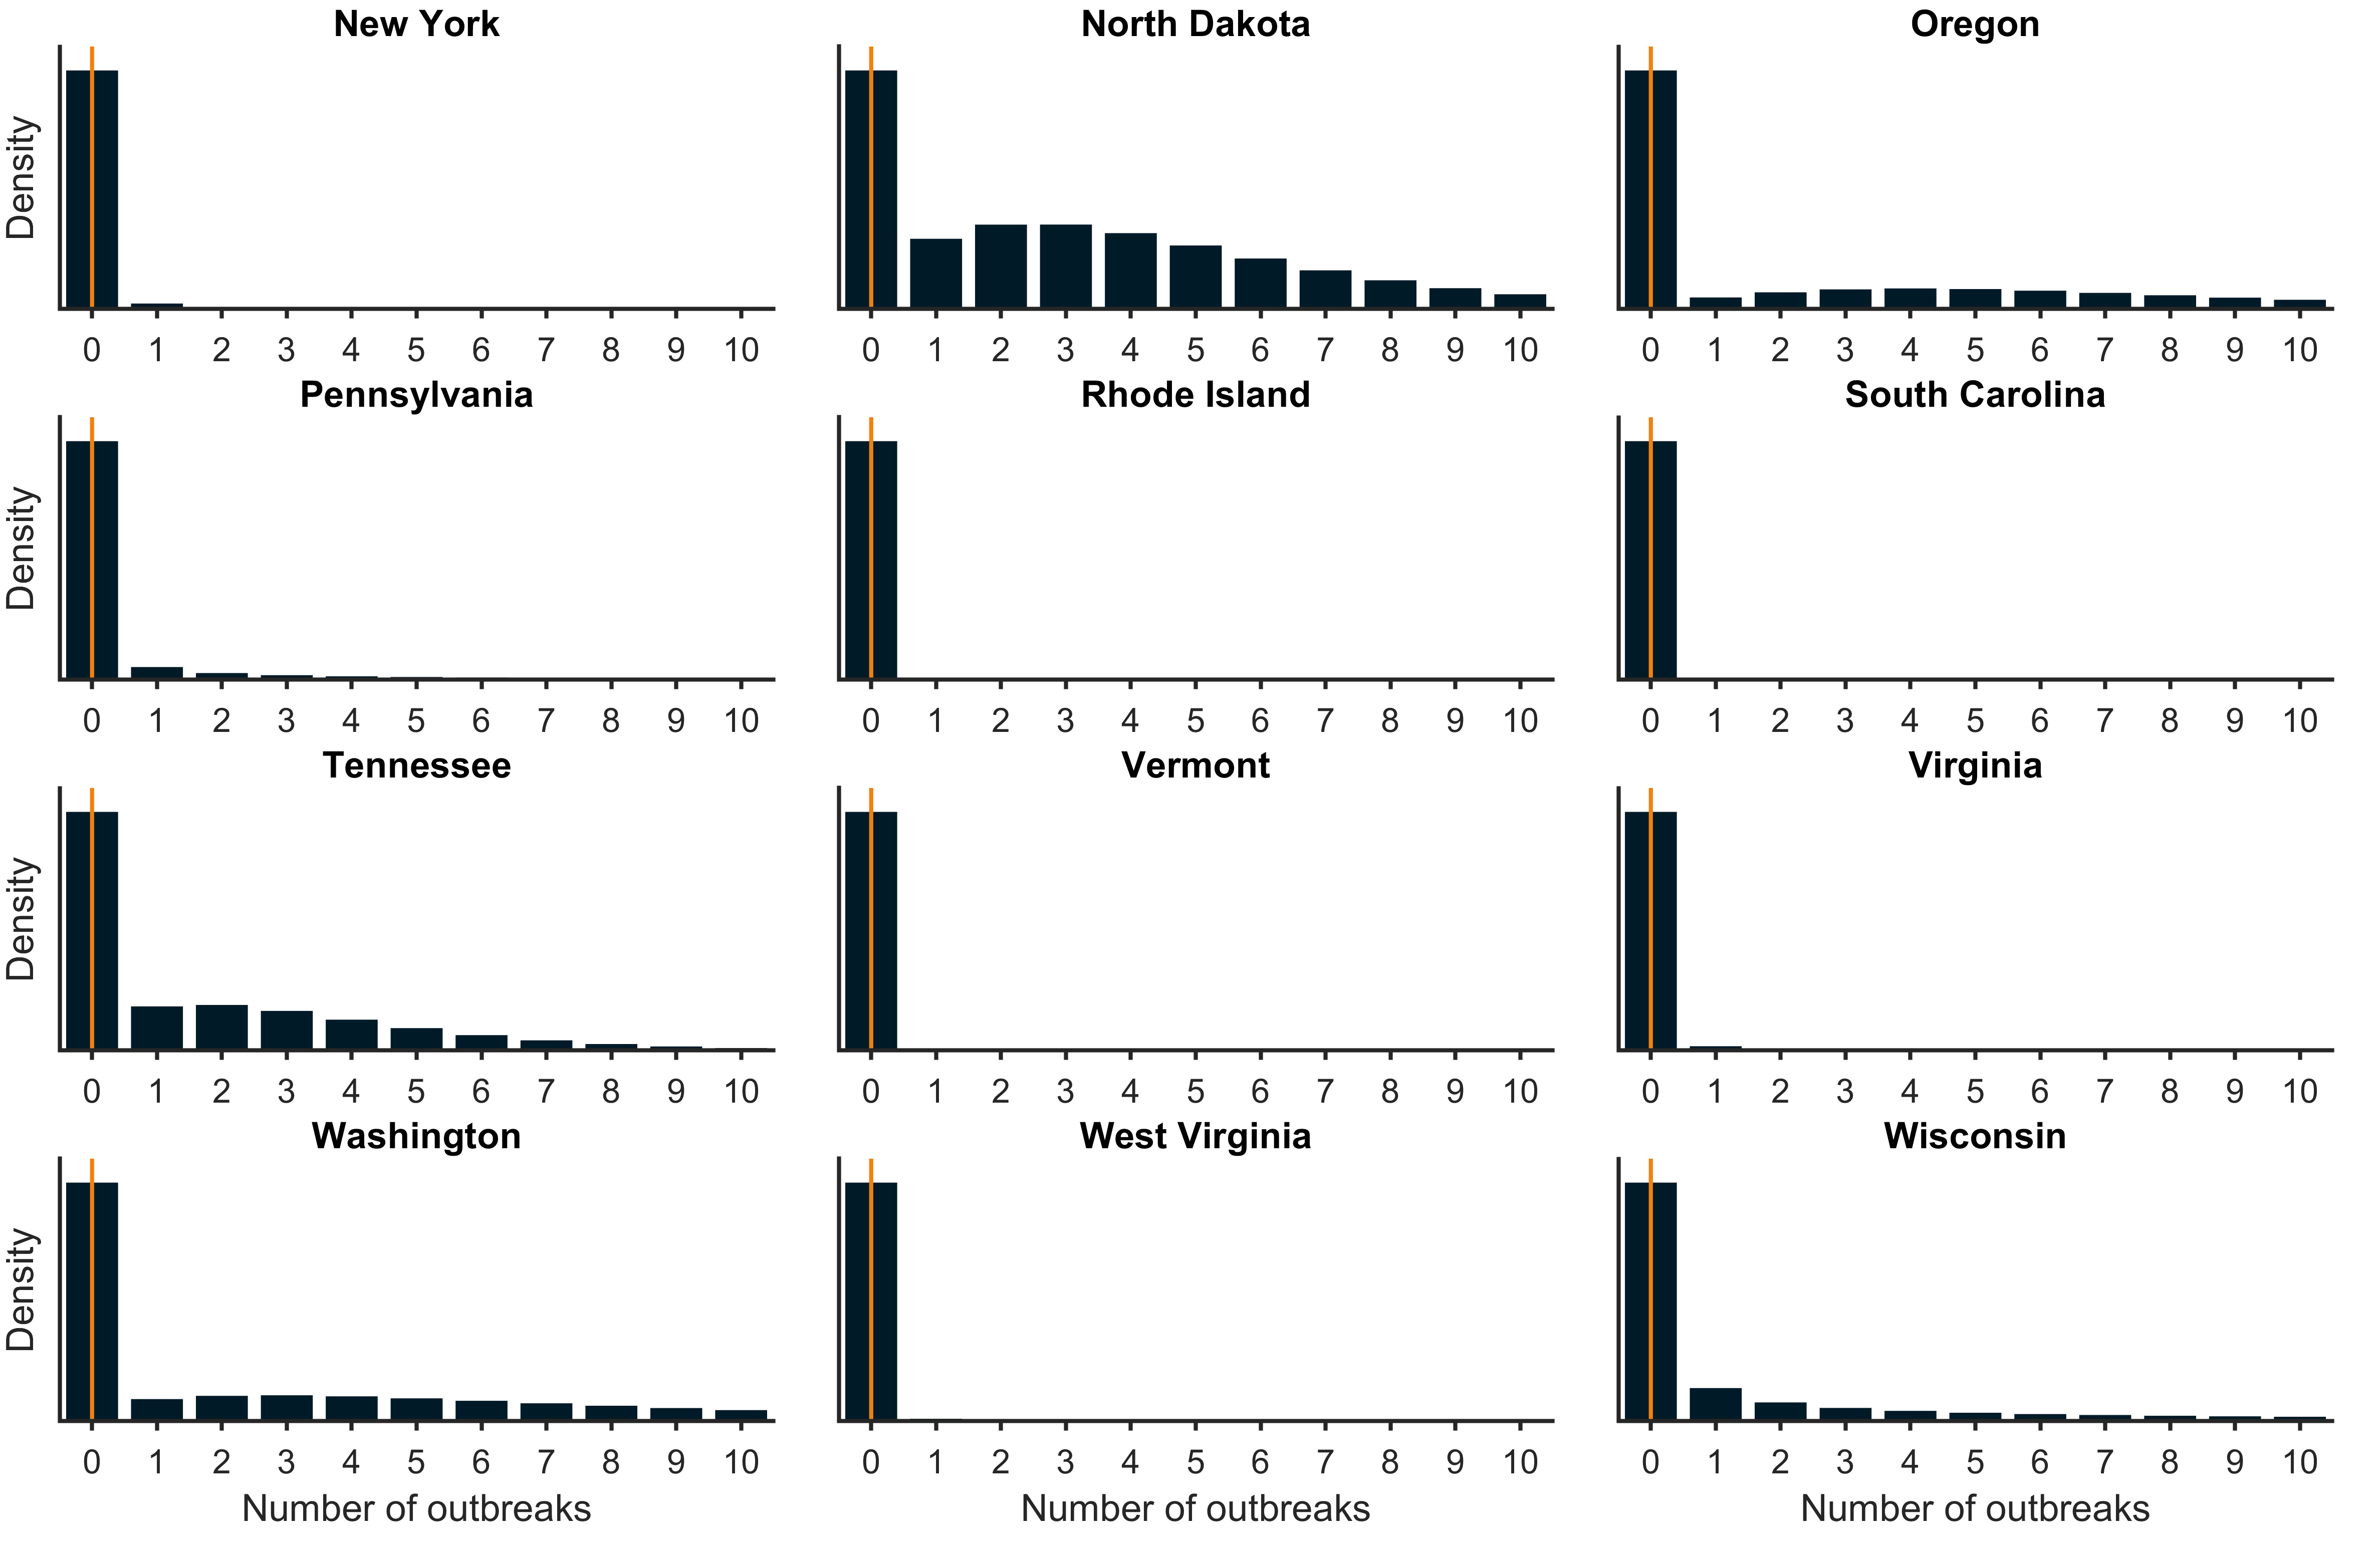 New York North Dakota Oregon
Density
0 1 2 3 4 5 6 7 8 9 10 0 1 2 3 4 5 6 7 8 9 10 0 1 2 3 4 5 6 7 8 9 10
Pennsylvania Rhode Island South Carolina
Density
0 1 2 3 4 5 6 7 8 9 10 0 1 2 3 4 5 6 7 8 9 10 0 1 2 3 4 5 6 7 8 9 10
Tennessee Vermont Virginia
Density
0 1 2 3 4 5 6 7 8 9 10 0 1 2 3 4 5 6 7 8 9 10 0 1 2 3 4 5 6 7 8 9 10
Washington West Virginia Wisconsin
Density
0 1 2 3 4 5 6 7 8 9 10 0 1 2 3 4 5 6 7 8 9 10 0 1 2 3 4 5 6 7 8 9 10
Number of outbreaks Number of outbreaks Number of outbreaks